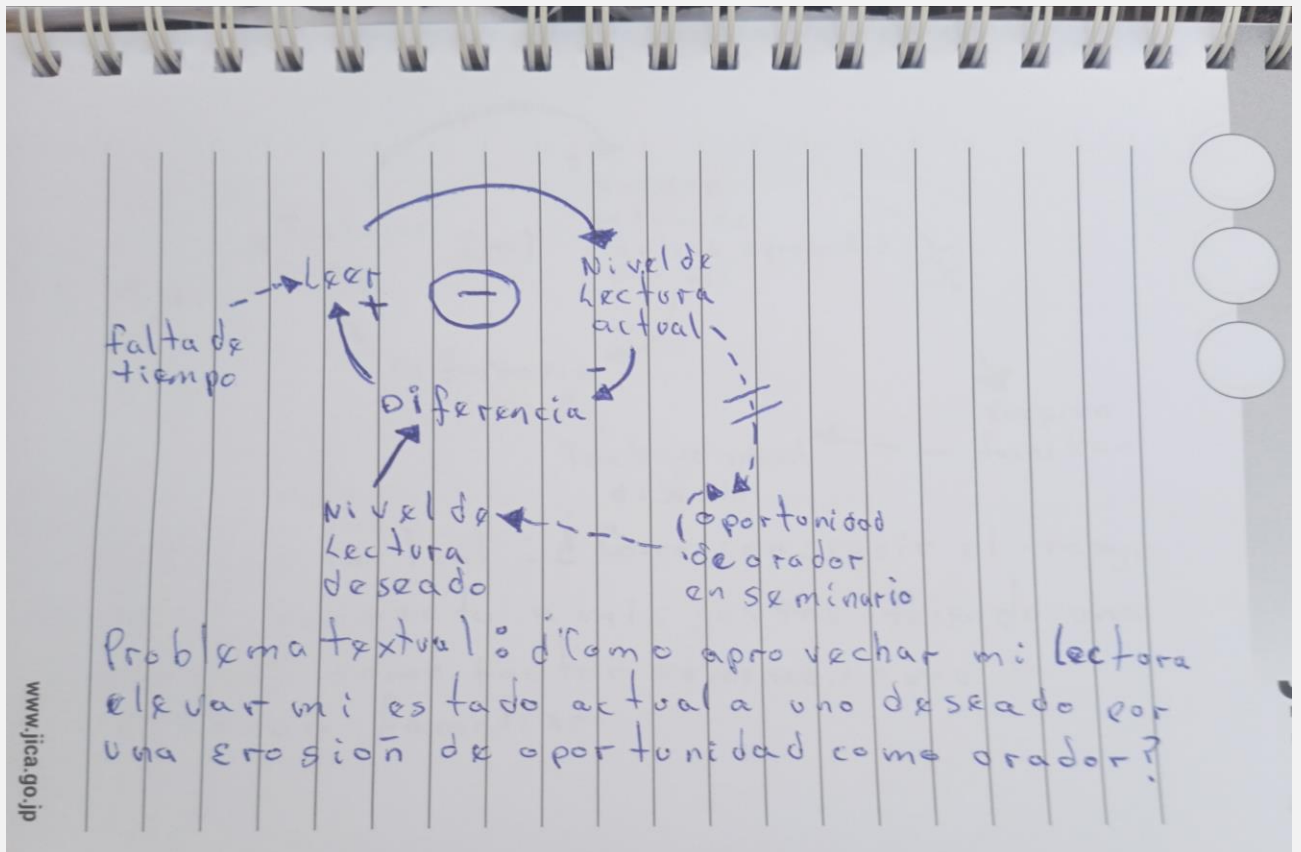 Leer
+
−
Nivel de
Lectura
actual
falta de
tiempo
−
Diferencia
Nivel de
Lectura
deseado
oportunidad
de orador
en seminario
Problema textual: ¿Como aprovechar mi lectura
elevar mi estado actual a uno deseado por
una erosión de oportunidad como orador?
www.jica.go.jp